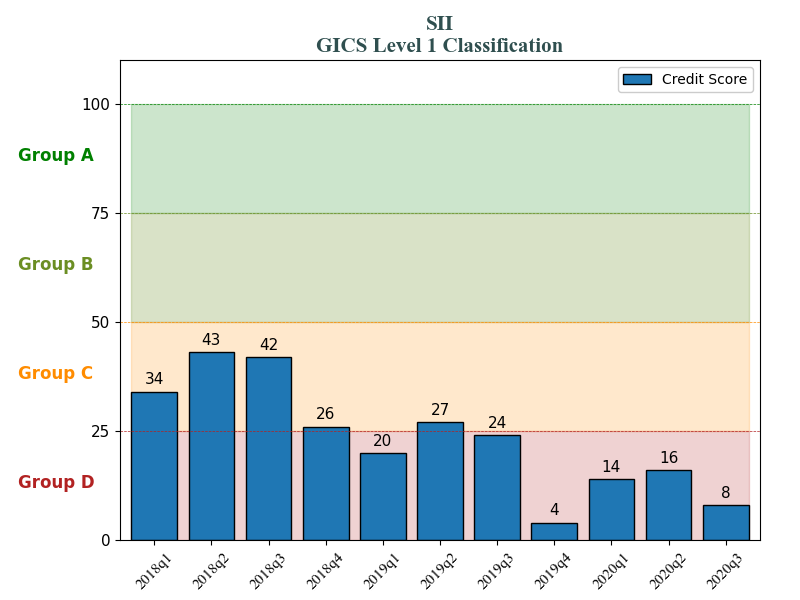 SII
GICS Level 1 Classification
Credit Score
100
Group A
75
Group B
50
Group C
25
Group D
0
34
43
42
26
20
27
24
4
14
16
8
2018q1
2018q2
2018q3
2018q4
2019q1
2019q2
2019q3
2019q4
2020q1
2020q2
2020q3